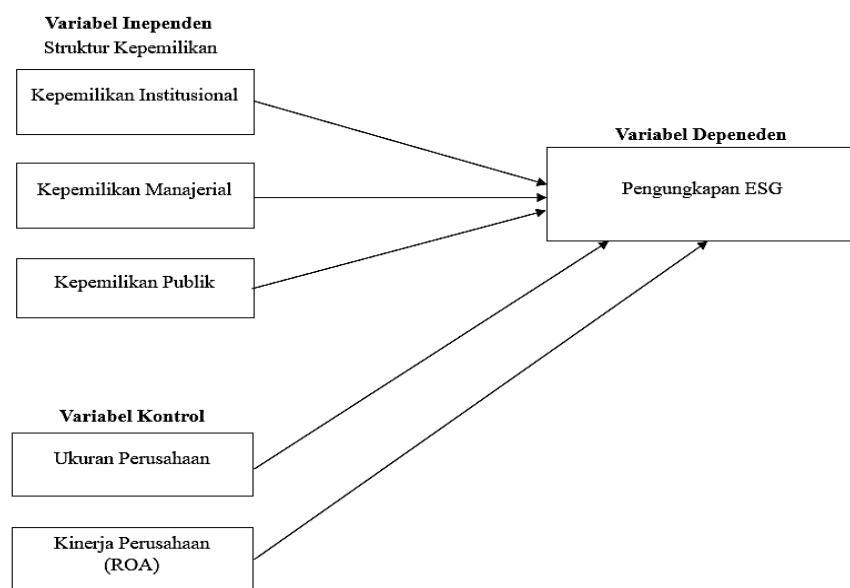 Variabel Inependen
Struktur Kepemilikan
Kepemilikan Institusional
Kepemilikan Manajerial
Kepemilikan Publik
Variabel Depeneden
Pengungkapan ESG
Variabel Kontrol
Ukuran Perusahaan
Kinerja Perusahaan
(ROA)